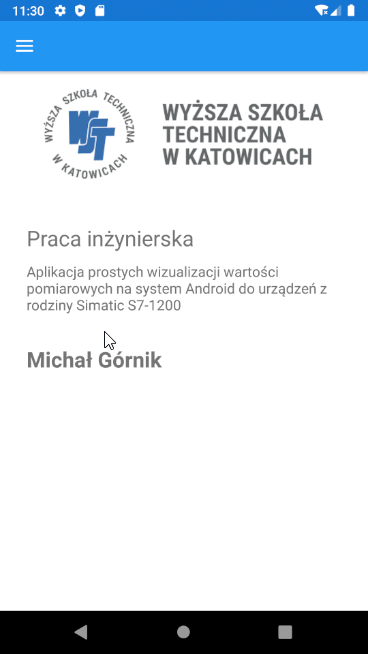 11:30
WYŻSZA SZKOŁA TECHNICZNA
W KATOWICACH
WST
WYŻSZA SZKOŁA
TECHNICZNA
W KATOWICACH
Praca inżynierska
Aplikacja prostych wizualizacji wartości
pomiarowych na system Android do urządzeń z
rodziny Simatic S7-1200
Michał Górnik